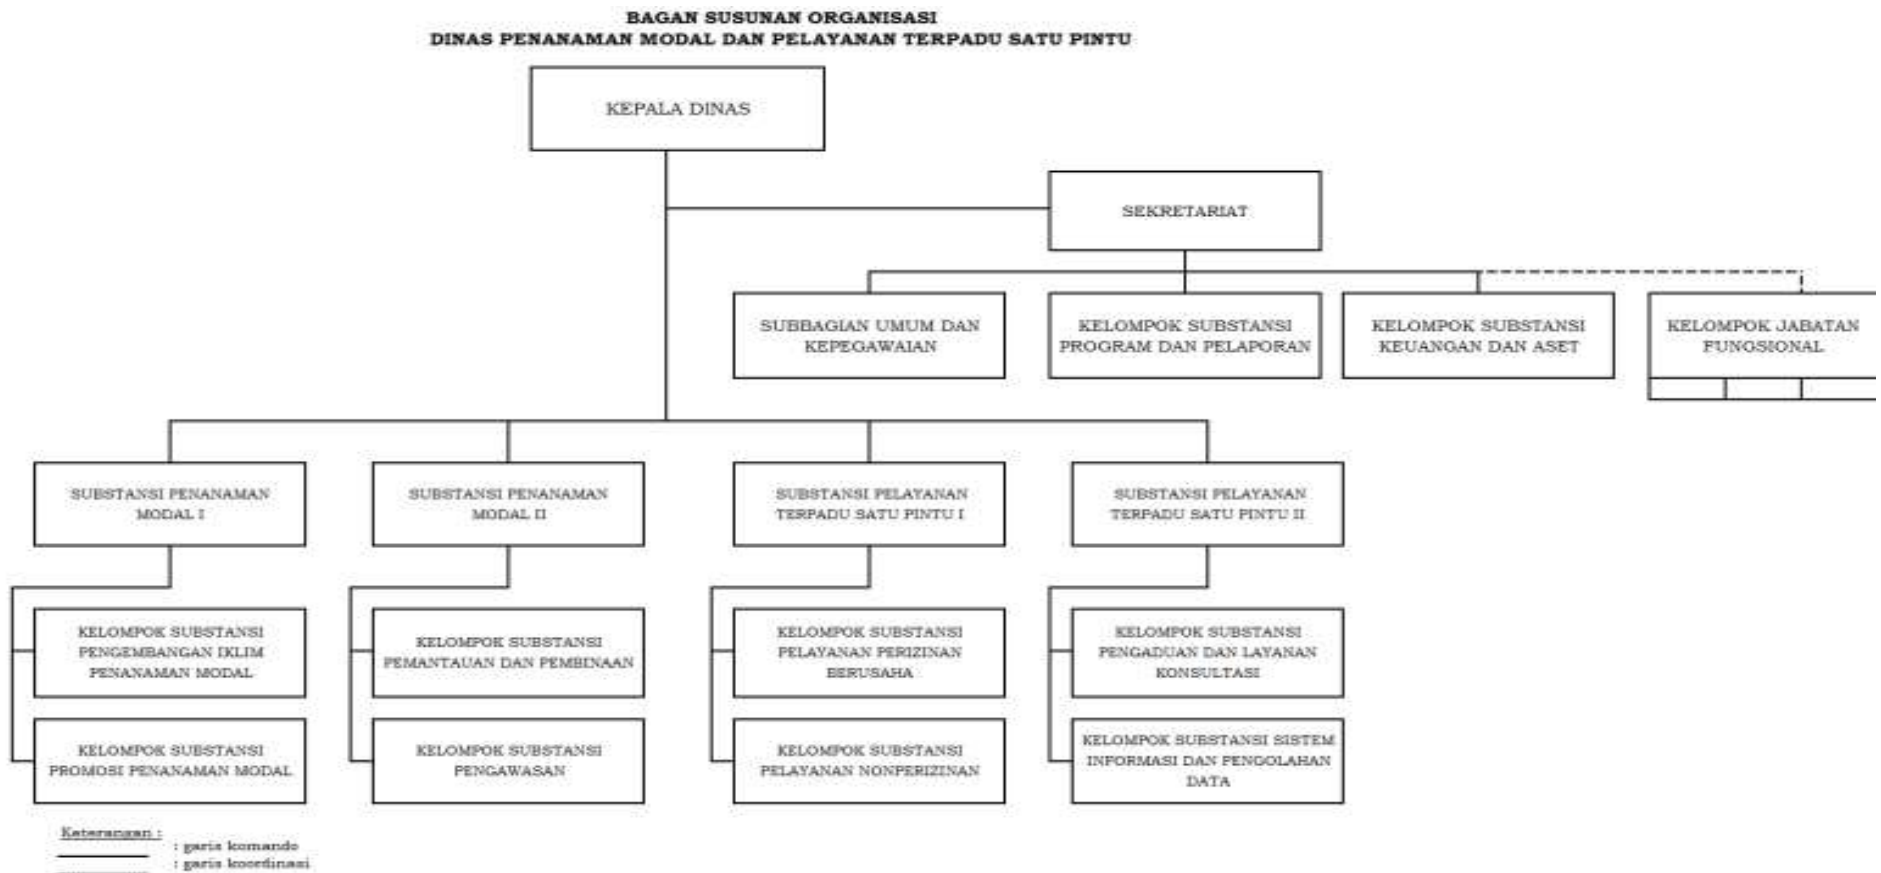 BAGAN SUSUNAN ORGANISASI
DINAS PENANAMAN MODAL DAN PELAYANAN TERPADU SATU PINTU
KEPALA DINAS
SEKRETARIAT
SUBBAGIAN UMUM DAN
KEPEGAWAIAN
KELOMPOK SUBSTANSI
PROGRAM DAN PELAPORAN
KELOMPOK SUBSTANSI
KEUANGAN DAN ASET
KELOMPOK JABATAN
FUNGSIONAL
SUBSTANSI PENANAMAN
MODAL I
SUBSTANSI PENANAMAN
MODAL II
SUBSTANSI PELAYANAN
TERPADU SATU PINTU I
SUBSTANSI PELAYANAN
TERPADU SATU PINTU II
KELOMPOK SUBSTANSI
PENGEMBANGAN IKLIM
PENANAMAN MODAL
KELOMPOK SUBSTANSI
PEMANTAUAN DAN PEMBINAAN
KELOMPOK SUBSTANSI
PELAYANAN PERIZINAN
BERUSAHA
KELOMPOK SUBSTANSI
PENGADUAN DAN LAYANAN
KONSULTASI
KELOMPOK SUBSTANSI
PROMOSI PENANAMAN MODAL
KELOMPOK SUBSTANSI
PENGAWASAN
KELOMPOK SUBSTANSI
PELAYANAN NONPERIZINAN
KELOMPOK SUBSTANSI SISTEM
INFORMASI DAN PENGOLAHAN
DATA
Keterangan :
: garis komando
: garis koordinasi